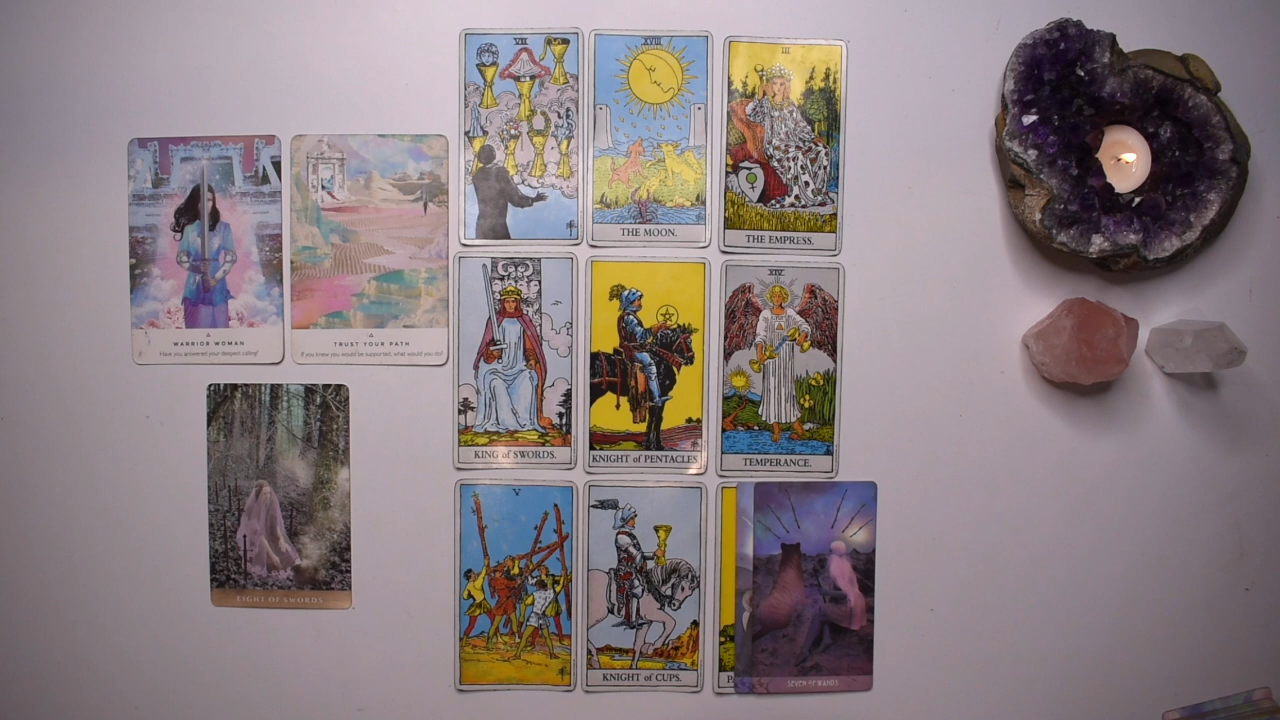 VII
XVIII
THE MOON.
III
THE EMPRESS.
WARRIOR WOMAN
Have you answered your deepest calling?
TRUST YOUR PATH
If you knew you would be supported, what would you do?
KING of SWORDS.
KNIGHT of PENTACLES
XIV
TEMPERANCE.
EIGHT OF SWORDS
V
KNIGHT of CUPS.
SEVEN OF WANDS